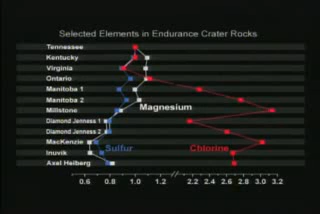 Selected Elements in Endurance Crater Rocks
Tennessee
Kentucky
Virginia
Ontario
Manitoba 1
Manitoba 2
Millstone
Diamond Jenness 1
Diamond Jenness 2
MacKenzie
Inuvik
Axel Heiberg
Magnesium
Sulfur
Chlorine
0.6 0.8 1.0 1.2 2.2 2.4 2.6 2.8 3.0 3.2